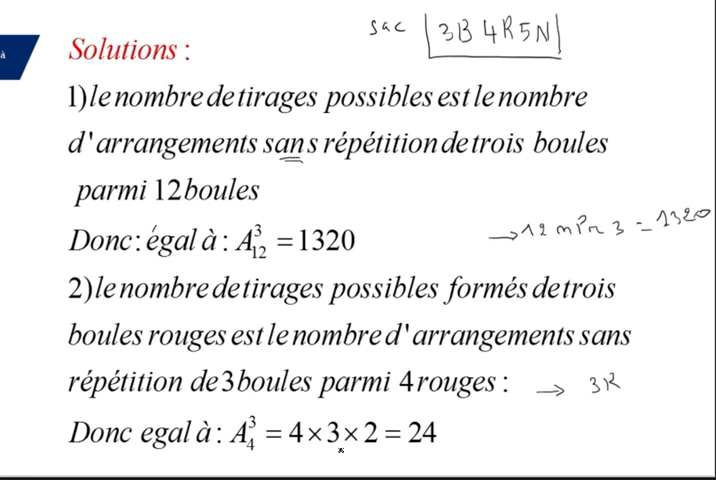 à
sac |3B 4R 5N|
Solutions :
1) le nombre de tirages possibles est le nombre
d'arrangements sans répétition de trois boules
parmi 12 boules
Donc : égal à : A₁₂³ = 1320
→ 12 nPr 3 = 1320
2) le nombre de tirages possibles formés de trois
boules rouges est le nombre d'arrangements sans
répétition de 3 boules parmi 4 rouges : → 3R
Donc egal à : A₄³ = 4×3×2 = 24